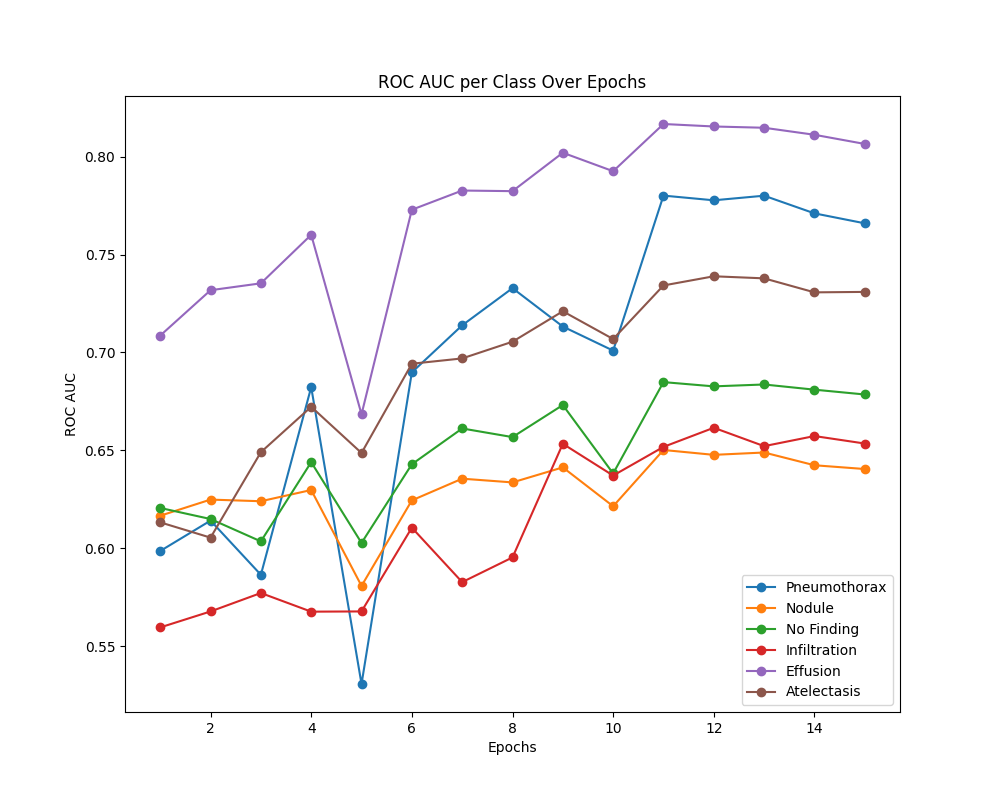 ROC AUC per Class Over Epochs
ROC AUC
0.80
0.75
0.70
0.65
0.60
0.55
2 4 6 8 10 12 14
Epochs
Pneumothorax
Nodule
No Finding
Infiltration
Effusion
Atelectasis